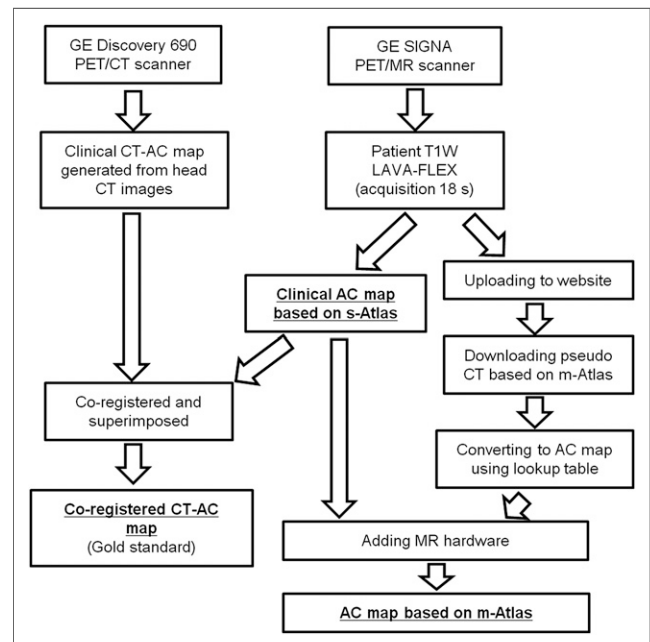 GE Discovery 690
PET/CT scanner
GE SIGNA
PET/MR scanner
Clinical CT-AC map
generated from head
CT images
Patient T1W
LAVA-FLEX
(acquisition 18 s)
Clinical AC map
based on s-Atlas
Uploading to website
Downloading pseudo
CT based on m-Atlas
Co-registered and
superimposed
Converting to AC map
using lookup table
Co-registered CT-AC
map
(Gold standard)
Adding MR hardware
AC map based on m-Atlas